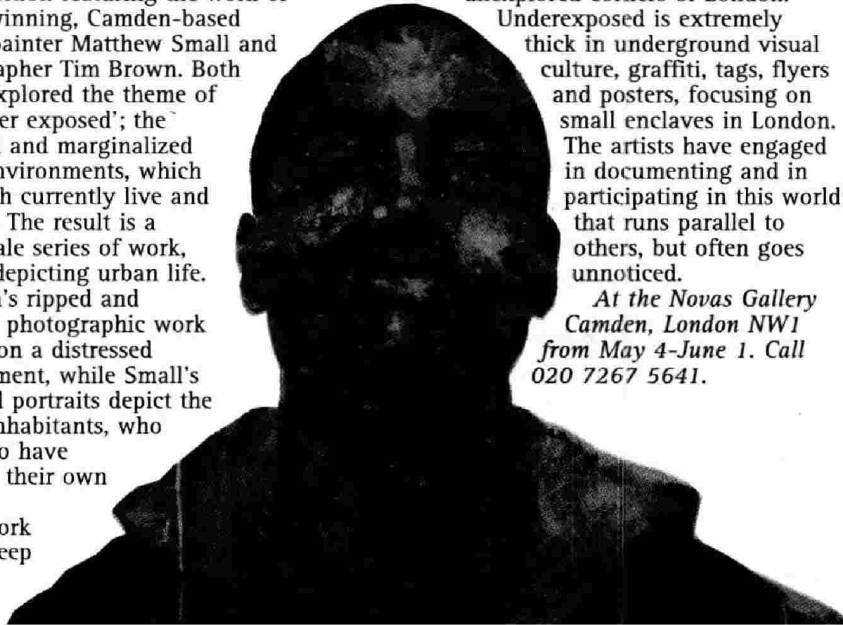 winning, Camden-based
painter Matthew Small and
apher Tim Brown. Both
xplored the theme of
er exposed'; the
and marginalized
nvironments, which
h currently live and
The result is a
ale series of work,
depicting urban life.
's ripped and
photographic work
on a distressed
ment, while Small's
portraits depict the
nhabitants, who
o have
their own
ork
eep
Underexposed is extremely
thick in underground visual
culture, graffiti, tags, flyers
and posters, focusing on
small enclaves in London.
The artists have engaged
in documenting and in
participating in this world
that runs parallel to
others, but often goes
unnoticed.
At the Novas Gallery
Camden, London NW1
from May 4-June 1. Call
020 7267 5641.